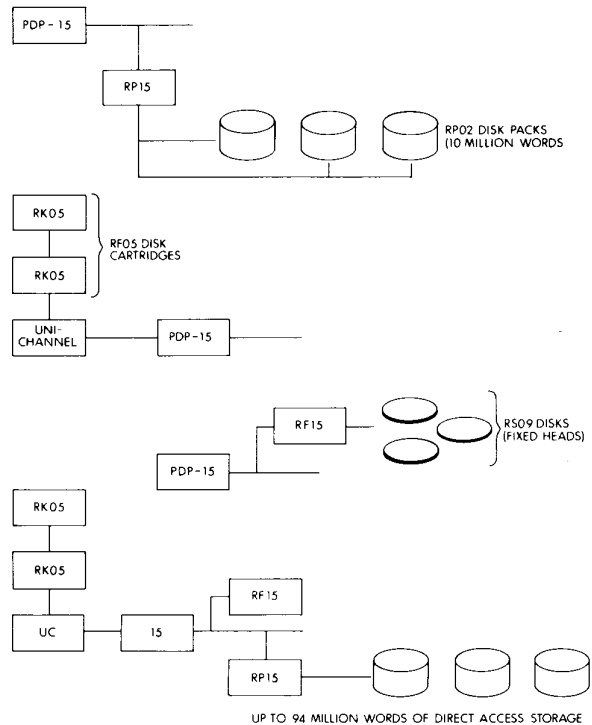 PDP-15
RP15
RP02 DISK PACKS
(10 MILLION WORDS
RK05
RF05 DISK
CARTRIDGES
RK05
UNI-
CHANNEL
PDP-15
RF15
RS09 DISKS
(FIXED HEADS)
PDP-15
RK05
RK05
RF15
UC
15
RP15
UP TO 94 MILLION WORDS OF DIRECT ACCESS STORAGE